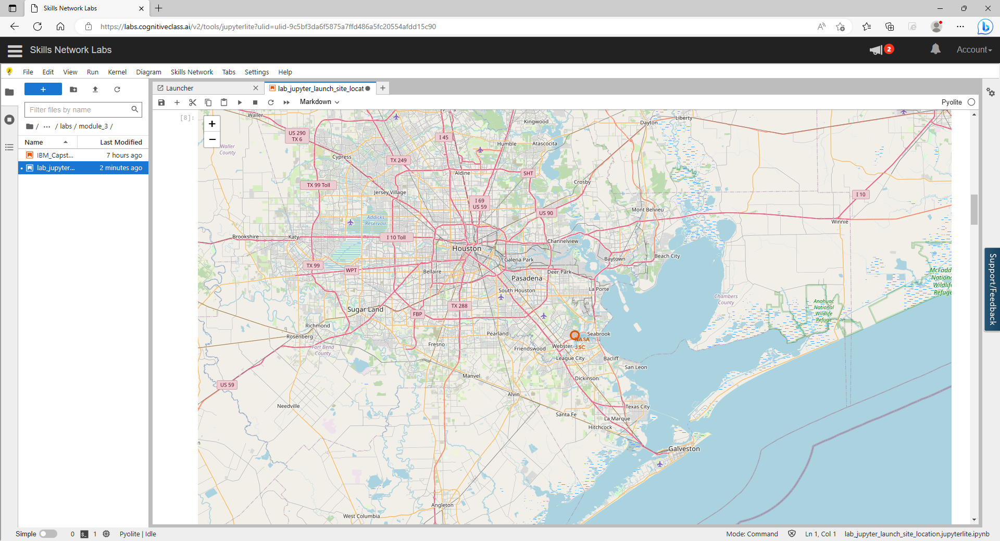 Skills Network Labs
https://labs.cognitiveclass.ai/v2/tools/jupyterlite?ulid=ulid-9c5bf3da6f5875a7ffd486a5fc20554afdd15c90
Skills Network Labs
2
Account
File Edit View Run Kernel Diagram Skills Network Tabs Settings Help
Launcher
lab_jupyter_launch_site_locat
Markdown
Pyolite
Filter files by name
/ ... / labs / module_3 /
Name Last Modified
IBM_Capst... 7 hours ago
lab_jupyter... 2 minutes ago
[8]:
+
−
Waller
Kingwood
Dayton
Liberty
US 290
TX 6
I 45
Humble
Atascocita
Waller
County
Cypress
TX 249
Aldine
SHT
Crosby
TX 99 Toll
Jersey Village
I 10
I 69
US 59
US 90
Mont Belvieu
Addicks
Reservoir
Winnie
Brookshire
Katy
I 10 Toll
Channelview
Houston
Galena Park
Baytown
Beach City
TX 99
WPT
Bellaire
Deer Park
McFadd
National
Wildlife
Refuge
Pasadena
South Houston
La Porte
Chambers
County
Anahuac
National
Wildlife
Refuge
TX 288
Sugar Land
FBP
Richmond
Rosenberg
Pearland
Seabrook
NASA
JSC
Fort Bend
County
Fresno
Friendswood
Webster
League City
Bacliff
San Leon
Manvel
Dickinson
US 59
Alvin
Needville
Texas City
Santa Fe
La Marque
Hitchcock
Galveston
Angleton
West Columbia
Support/Feedback
Simple 0 1 Pyolite | Idle
Mode: Command Ln 1, Col 1 lab_jupyter_launch_site_location.jupyterlite.ipynb